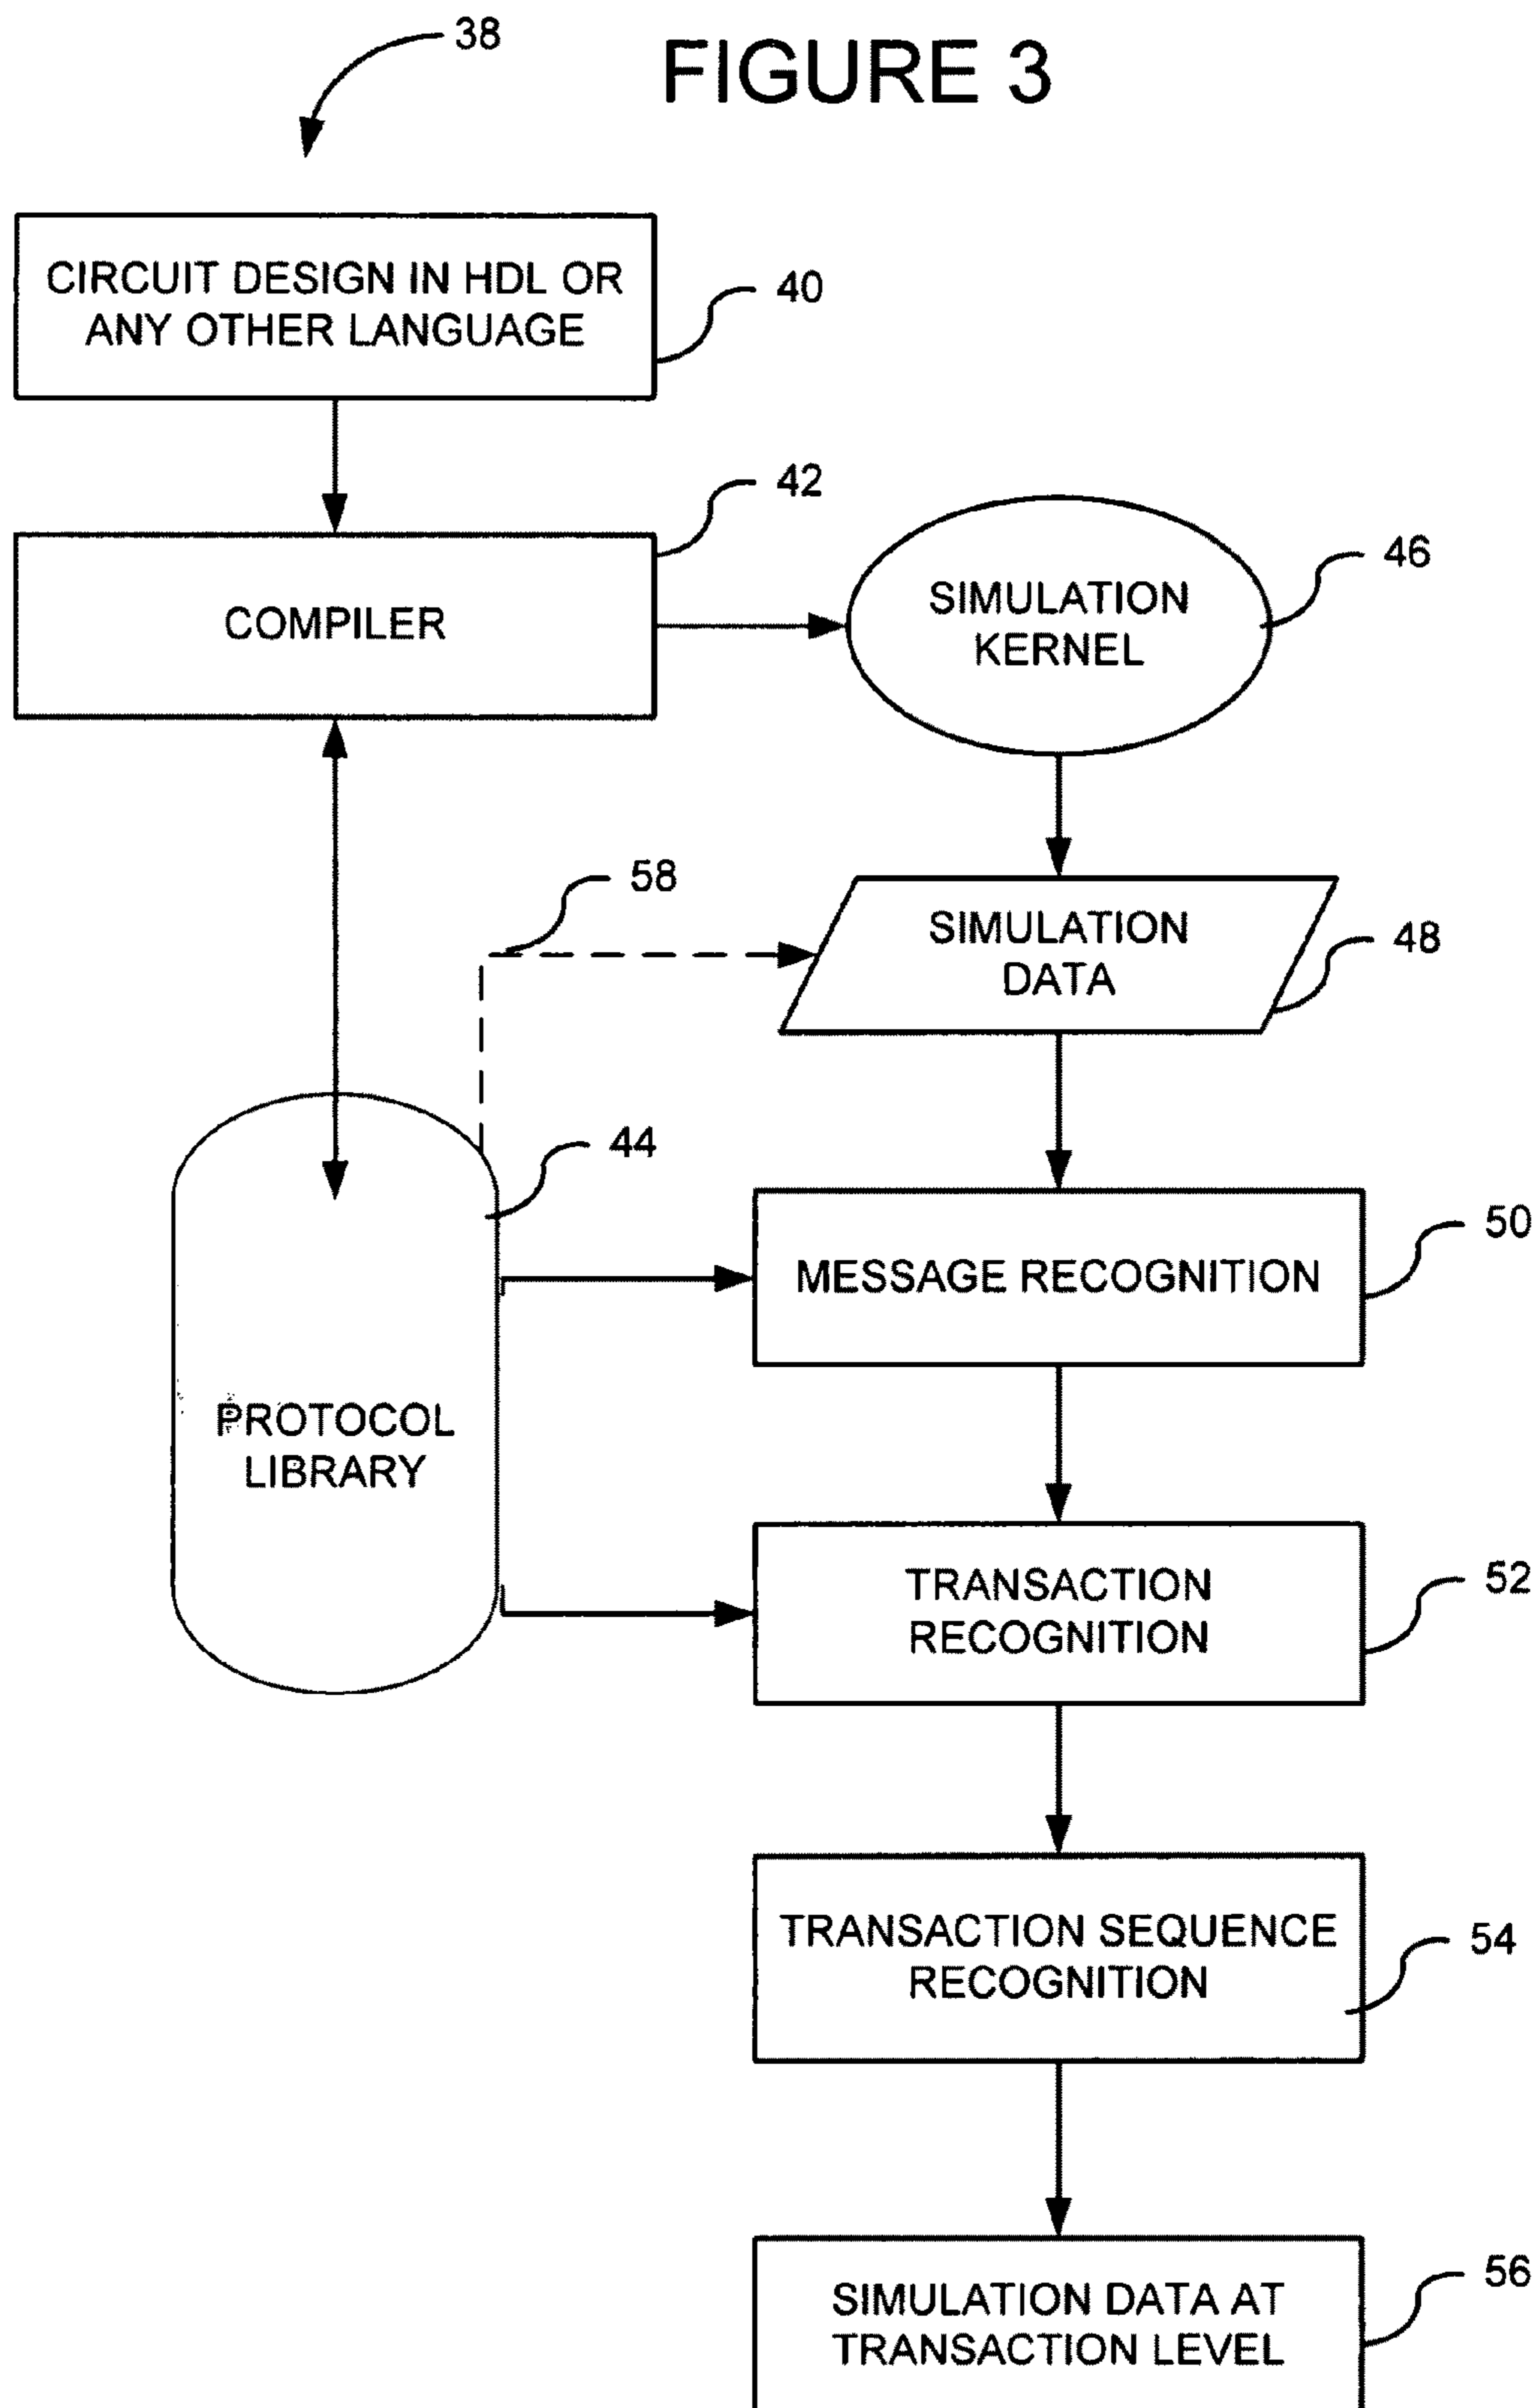 38
FIGURE 3
CIRCUIT DESIGN IN HDL OR
ANY OTHER LANGUAGE
40
42
COMPILER
46
SIMULATION
KERNEL
58
SIMULATION
DATA
48
44
50
MESSAGE RECOGNITION
PROTOCOL
LIBRARY
52
TRANSACTION
RECOGNITION
TRANSACTION SEQUENCE
RECOGNITION
54
56
SIMULATION DATA AT
TRANSACTION LEVEL